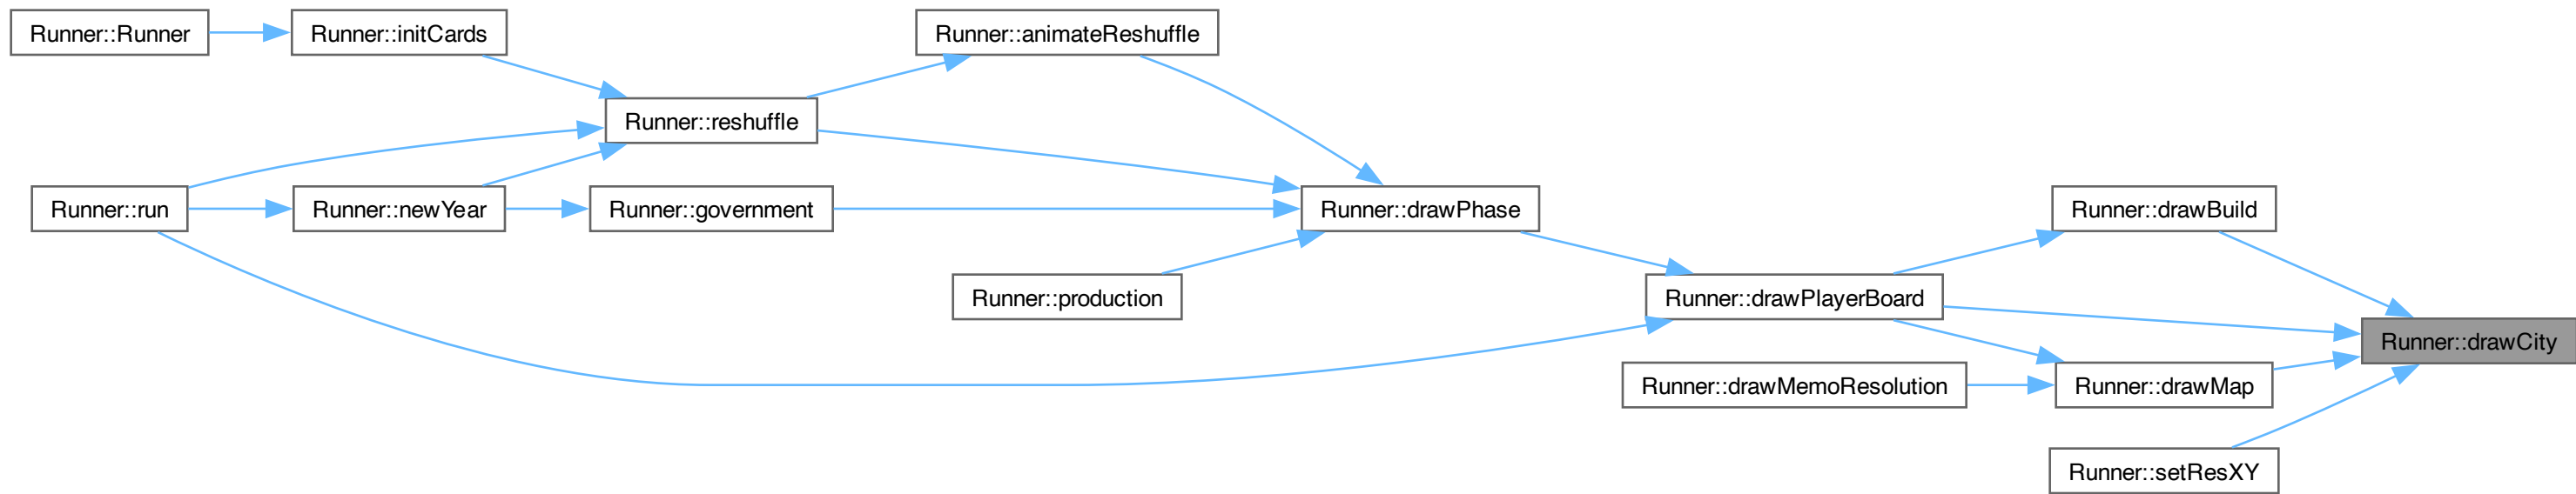 Runner::Runner
Runner::initCards
Runner::animateReshuffle
Runner::reshuffle
Runner::run
Runner::newYear
Runner::government
Runner::drawPhase
Runner::drawBuild
Runner::production
Runner::drawPlayerBoard
Runner::drawCity
Runner::drawMemoResolution
Runner::drawMap
Runner::setResXY